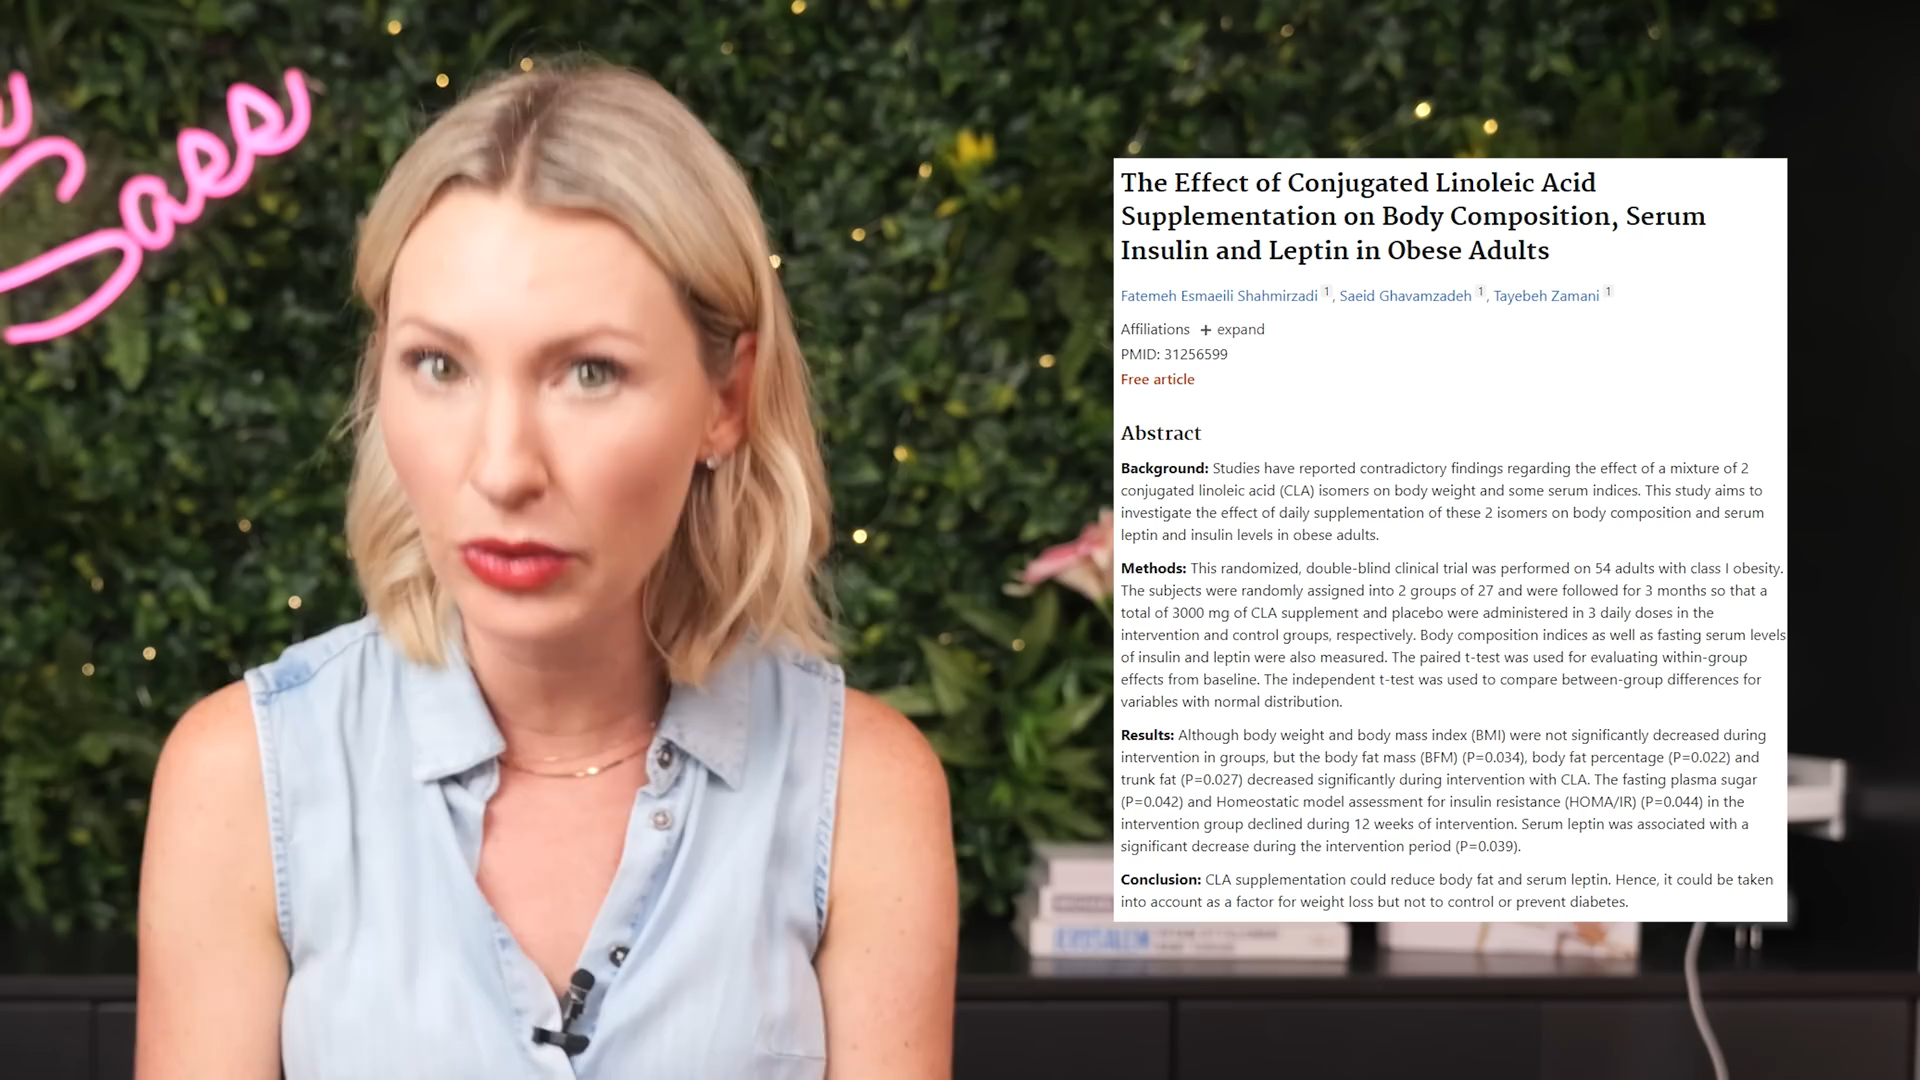 Sass
The Effect of Conjugated Linoleic Acid
Supplementation on Body Composition, Serum
Insulin and Leptin in Obese Adults
Fatemeh Esmaeili Shahmirzadi 1, Saeid Ghavamzadeh 1, Tayebeh Zamani 1
Affiliations + expand
PMID: 31256599
Free article
Abstract
Background: Studies have reported contradictory findings regarding the effect of a mixture of 2
conjugated linoleic acid (CLA) isomers on body weight and some serum indices. This study aims to
investigate the effect of daily supplementation of these 2 isomers on body composition and serum
leptin and insulin levels in obese adults.
Methods: This randomized, double-blind clinical trial was performed on 54 adults with class I obesity.
The subjects were randomly assigned into 2 groups of 27 and were followed for 3 months so that a
total of 3000 mg of CLA supplement and placebo were administered in 3 daily doses in the
intervention and control groups, respectively. Body composition indices as well as fasting serum levels
of insulin and leptin were also measured. The paired t-test was used for evaluating within-group
effects from baseline. The independent t-test was used to compare between-group differences for
variables with normal distribution.
Results: Although body weight and body mass index (BMI) were not significantly decreased during
intervention in groups, but the body fat mass (BFM) (P=0.034), body fat percentage (P=0.022) and
trunk fat (P=0.027) decreased significantly during intervention with CLA. The fasting plasma sugar
(P=0.042) and Homeostatic model assessment for insulin resistance (HOMA/IR) (P=0.044) in the
intervention group declined during 12 weeks of intervention. Serum leptin was associated with a
significant decrease during the intervention period (P=0.039).
Conclusion: CLA supplementation could reduce body fat and serum leptin. Hence, it could be taken
into account as a factor for weight loss but not to control or prevent diabetes.
JERUSALEM